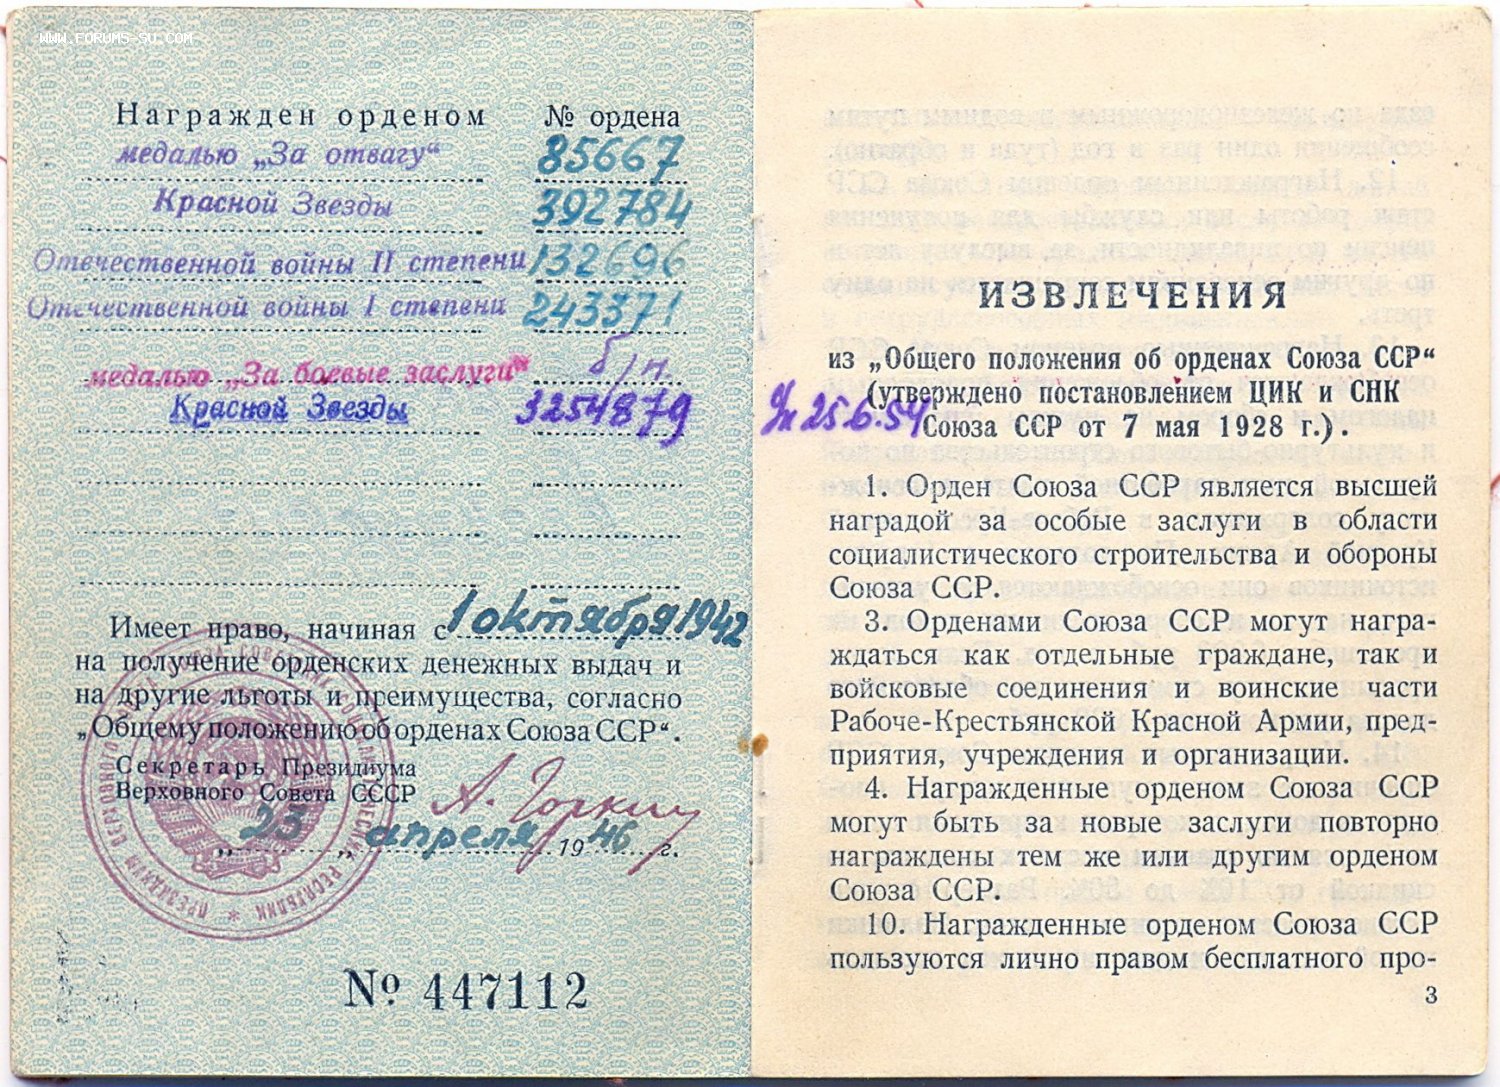 WWW.FORUMS-SU.COM
Награжден орденом № ордена
медалью „За отвагу“ 85667
Красной Звезды 392784
Отечественной войны II степени 132696
Отечественной войны I степени 243371
медалью „За боевые заслуги“ б/н.
Красной Звезды 3254879
Ук 25.6.54
Имеет право, начиная с 1 октября 1942
на получение орденских денежных выдач и
на другие льготы и преимущества, согласно
„Общему положению об орденах Союза ССР“.
Секретарь Президиума
Верховного Совета СССР
А. Горкин
„25„ апреля 1946 г.
№ 447112
ИЗВЛЕЧЕНИЯ
из „Общего положения об орденах Союза ССР“
(утверждено постановлением ЦИК и СНК
Союза ССР от 7 мая 1928 г.).
1. Орден Союза ССР является высшей
наградой за особые заслуги в области
социалистического строительства и обороны
Союза ССР.
3. Орденами Союза ССР могут награ-
ждаться как отдельные граждане, так и
войсковые соединения и воинские части
Рабоче-Крестьянской Красной Армии, пред-
приятия, учреждения и организации.
4. Награжденные орденом Союза ССР
могут быть за новые заслуги повторно
награждены тем же или другим орденом
Союза ССР.
10. Награжденные орденом Союза ССР
пользуются лично правом бесплатного про-
3